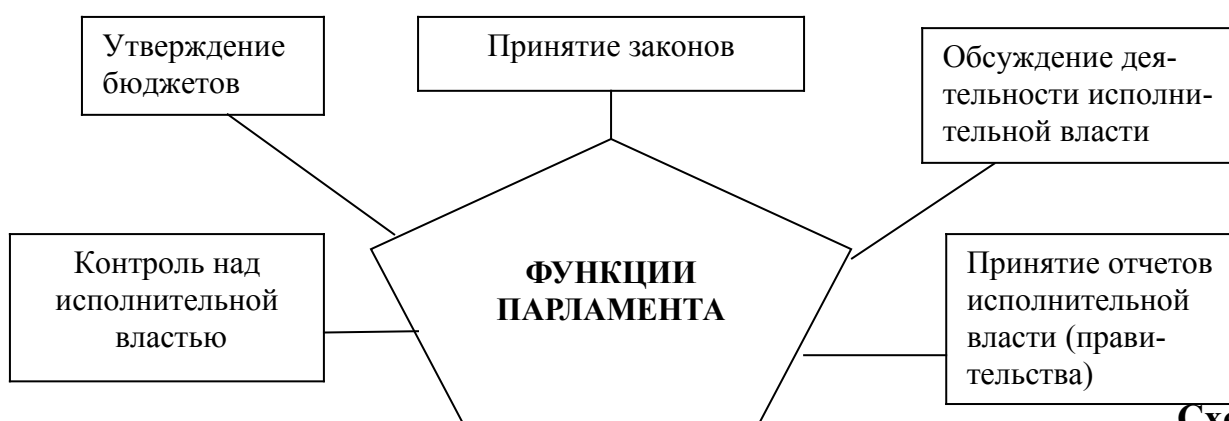 Утверждение
бюджетов
Принятие законов
Обсуждение дея-
тельности исполни-
тельной власти
Контроль над
исполнительной
властью
ФУНКЦИИ
ПАРЛАМЕНТА
Принятие отчетов
исполнительной
власти (прави-
тельства)